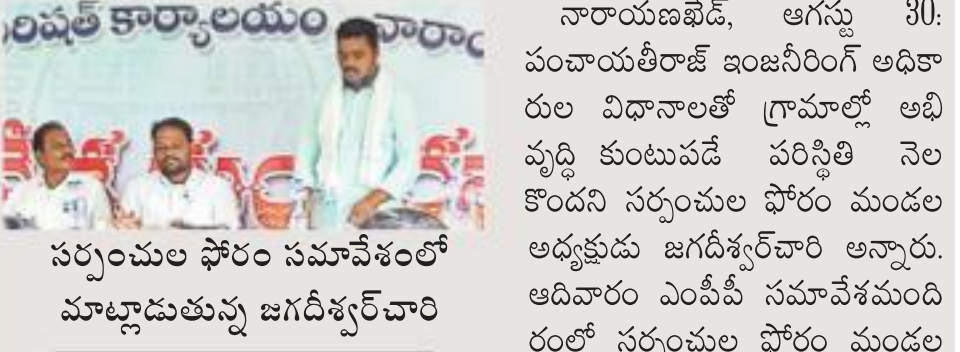 రిషత్ కార్యాలయం నారా
సర్పంచుల ఫోరం సమావేశంలో
మాట్లాడుతున్న జగదీశ్వర్‌చారి
నారాయణఖేడ్, ఆగస్టు 30:
పంచాయతీరాజ్ ఇంజనీరింగ్ అధికా
రుల విధానాలతో గ్రామాల్లో అభి
వృద్ధి కుంటుపడే పరిస్థితి నెల
కొందని సర్పంచుల ఫోరం మండల
అధ్యక్షుడు జగదీశ్వర్‌చారి అన్నారు.
ఆదివారం ఎంపీపీ సమావేశమంది
రంలో సర్పంచుల ఫోరం మండల